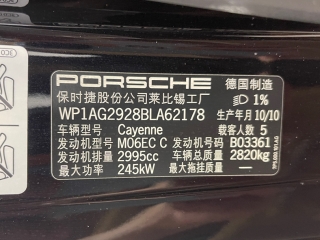 PORSCHE 德国制造
保时捷股份公司莱比锡工厂 1%
WP1AG2928BLA62178 生产年月 10/10
车辆型号 Cayenne 载客人数 5
发动机型号 M06EC C 发动机号码 B03361
发动机排量 2995cc 车辆总质量 2820kg
最大功率 245kW 最大拖挂质量 ---